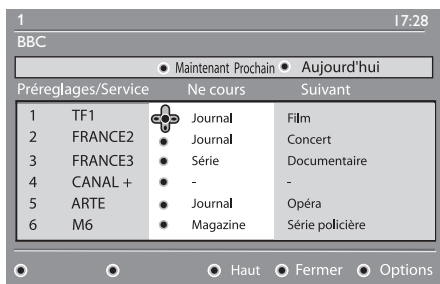 1 17:28
BBC
Maintenant Prochain Aujourd'hui
Préreglages/Service Ne cours Suivant
1 TF1 Journal Film
2 FRANCE2 Journal Concert
3 FRANCE3 Série Documentaire
4 CANAL + - -
5 ARTE Journal Opéra
6 M6 Magazine Série policière
Haut Fermer Options